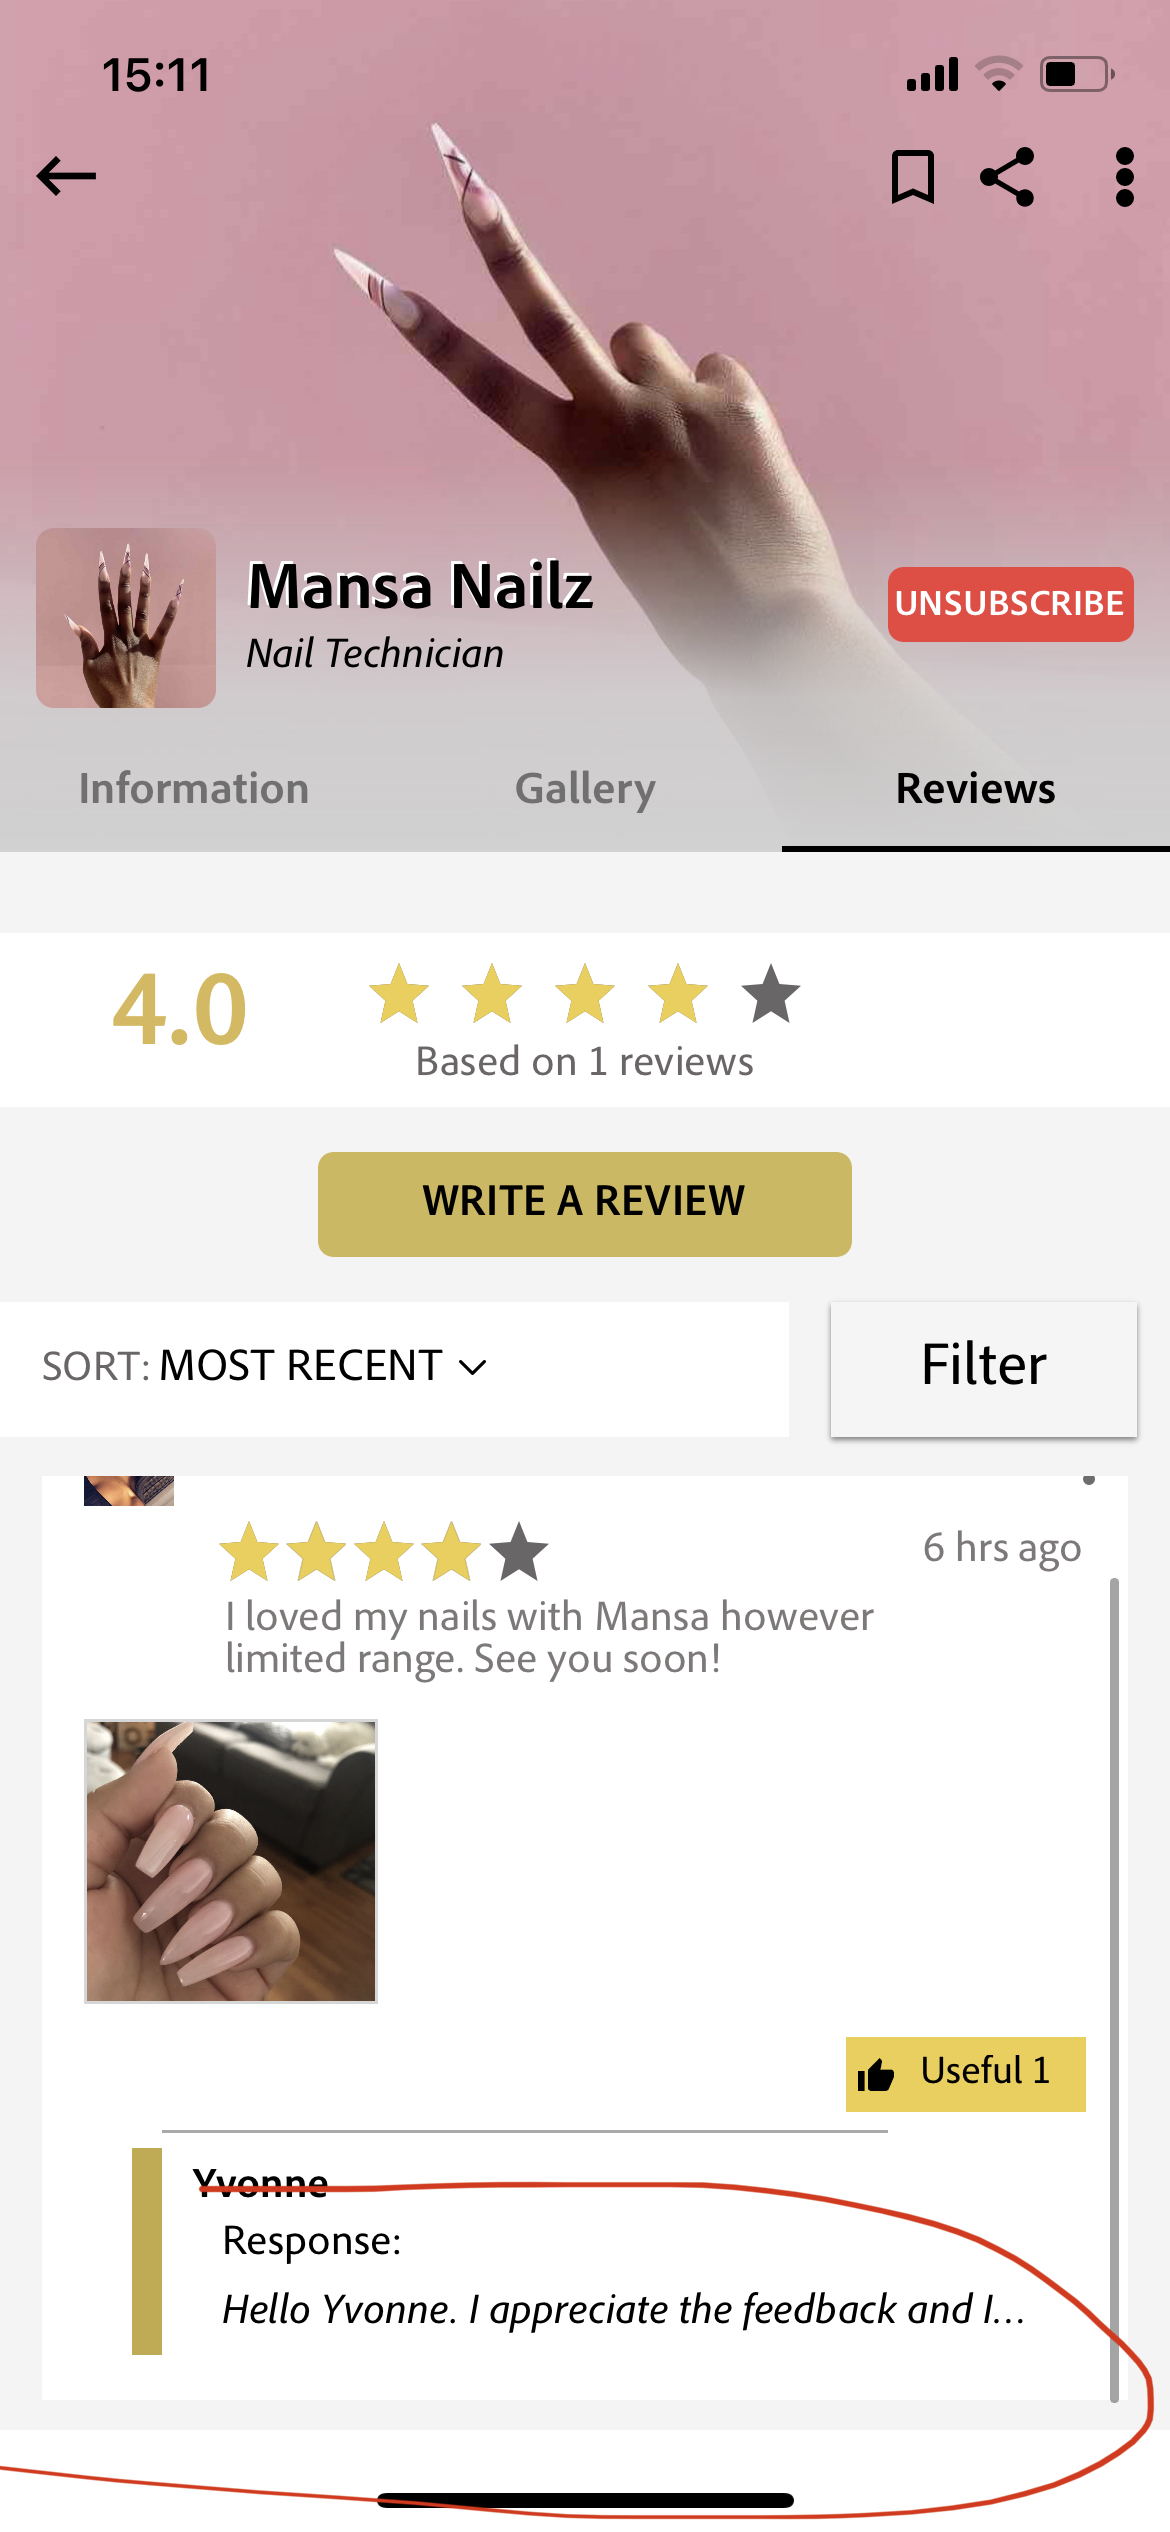 15:11
Mansa Nailz
Nail Technician
UNSUBSCRIBE
Information
Gallery
Reviews
4.0
Based on 1 reviews
WRITE A REVIEW
SORT: MOST RECENT
Filter
6 hrs ago
I loved my nails with Mansa however
limited range. See you soon!
Useful 1
Yvonne
Response:
Hello Yvonne. I appreciate the feedback and I...